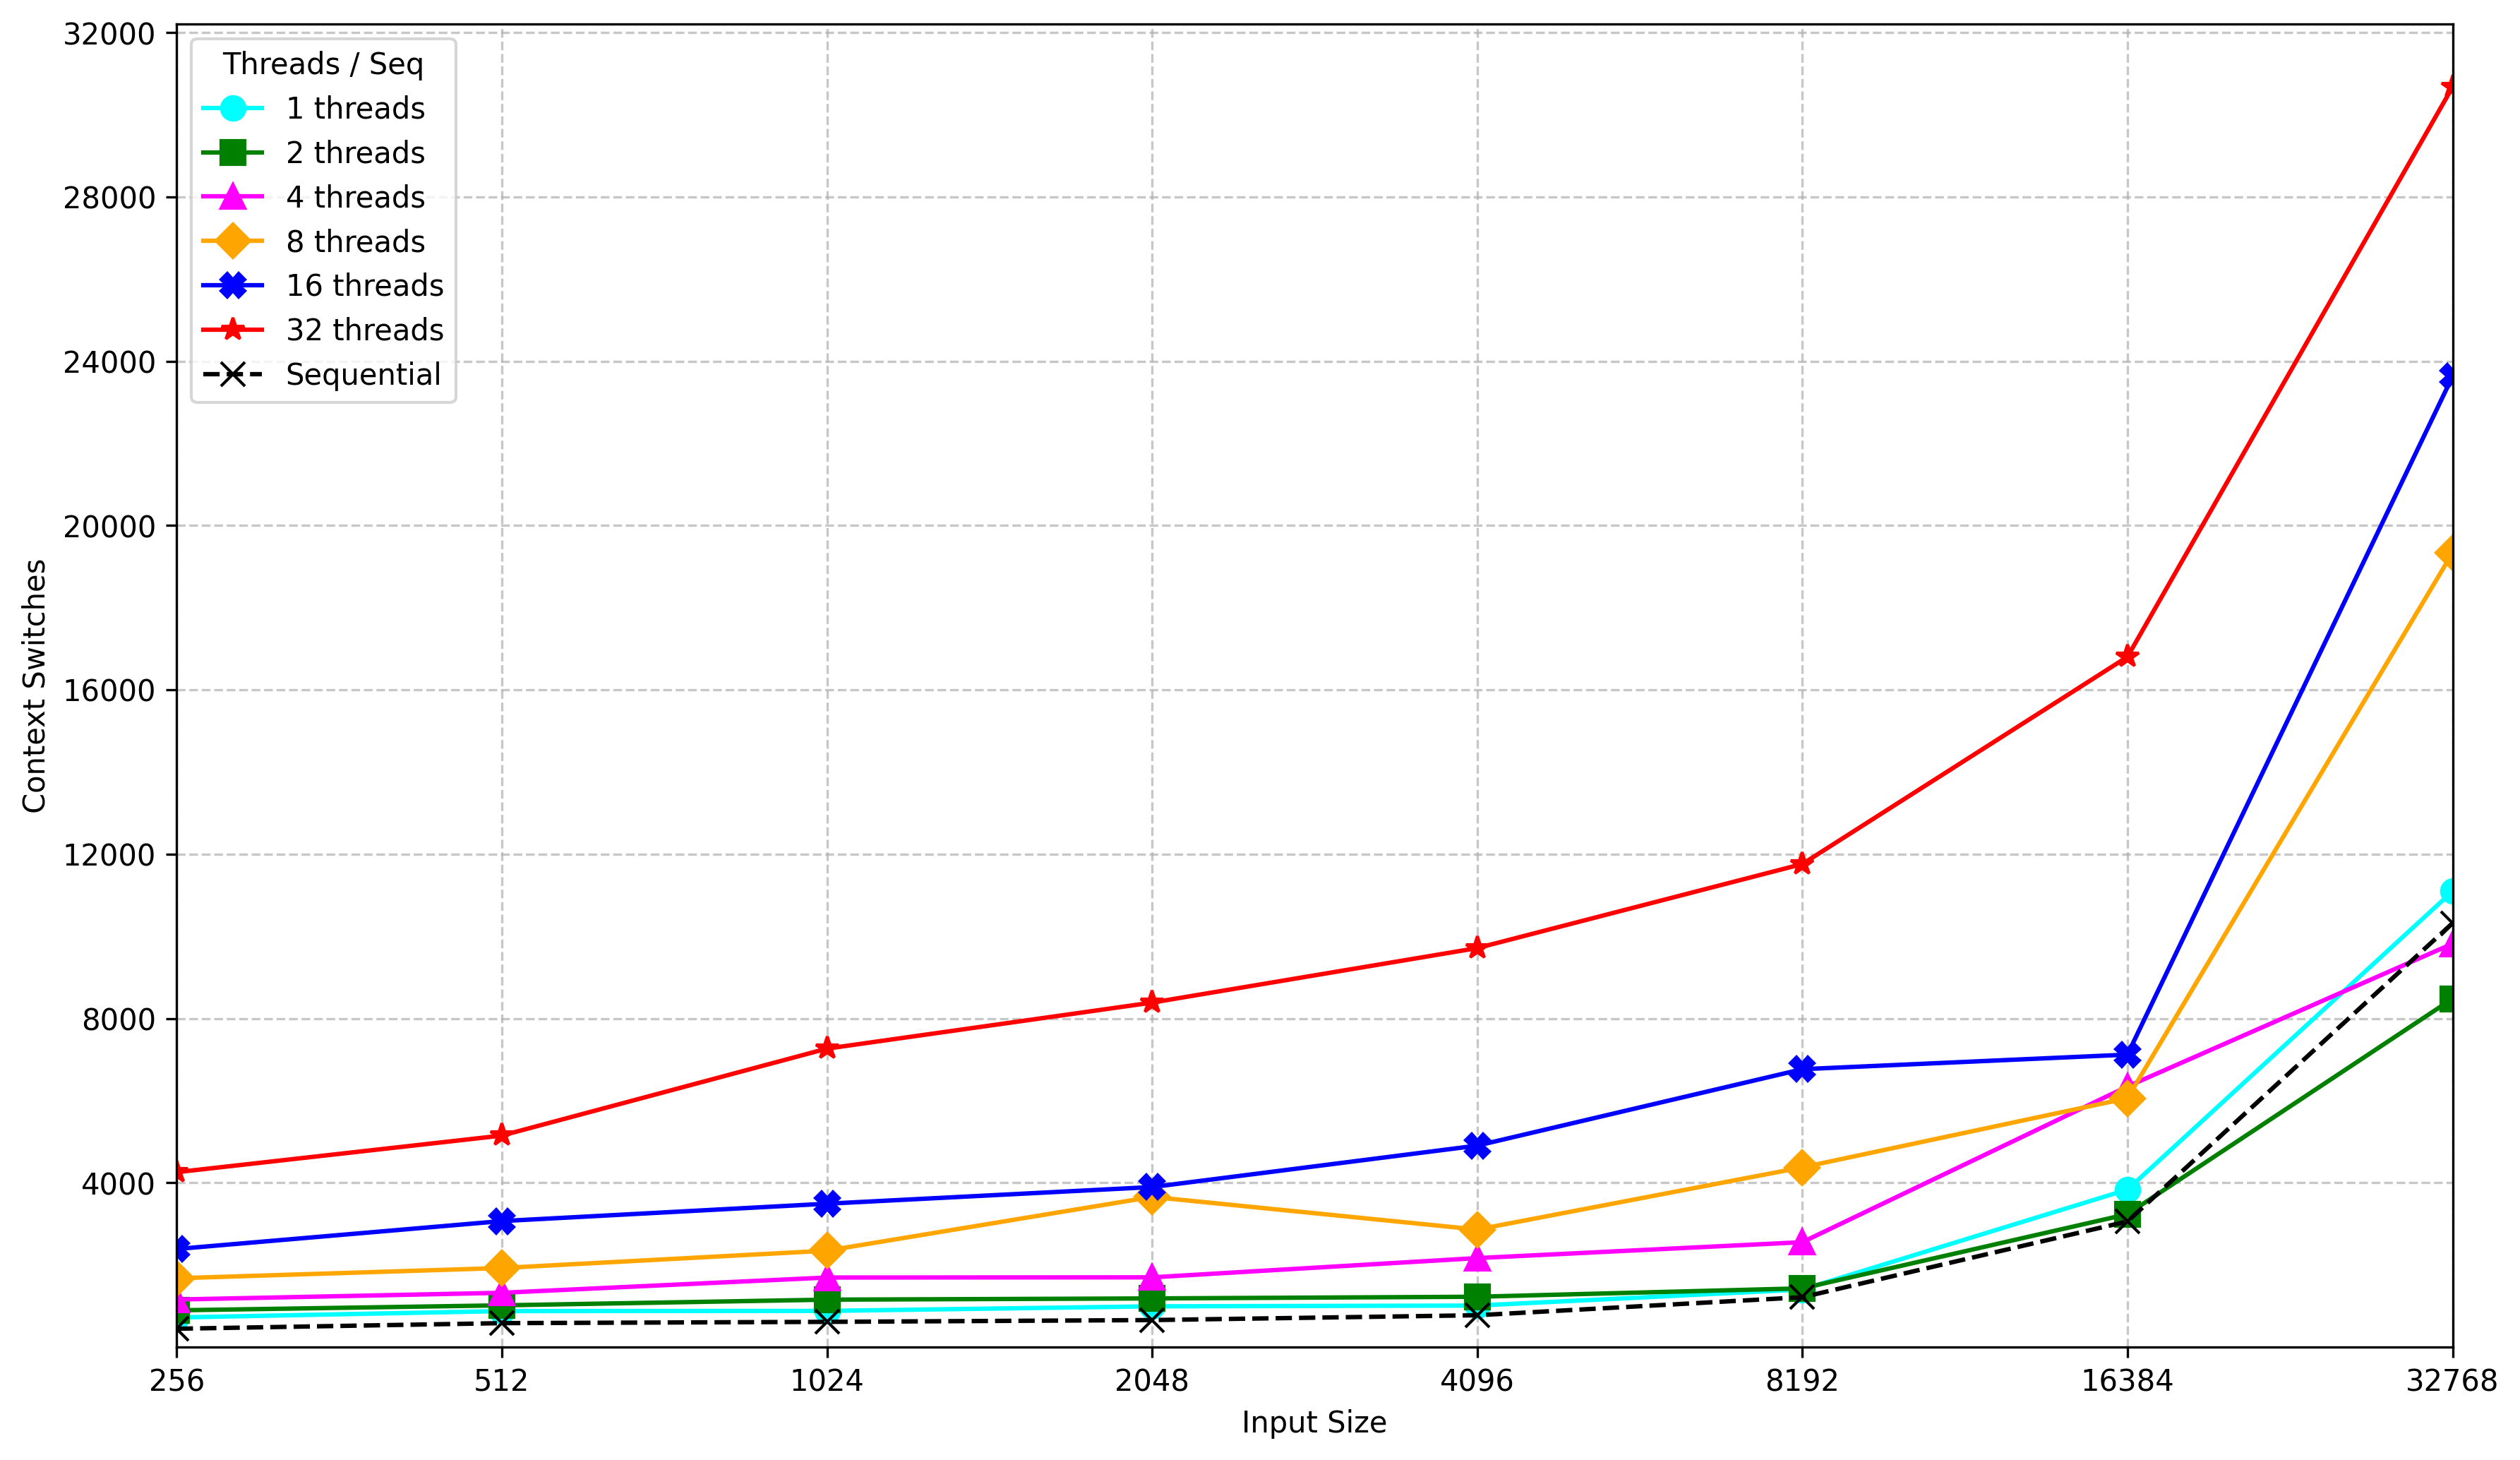 32000
28000
24000
20000
16000
12000
8000
4000
Context Switches
Threads / Seq
1 threads
2 threads
4 threads
8 threads
16 threads
32 threads
Sequential
256 512 1024 2048 4096 8192 16384 32768
Input Size